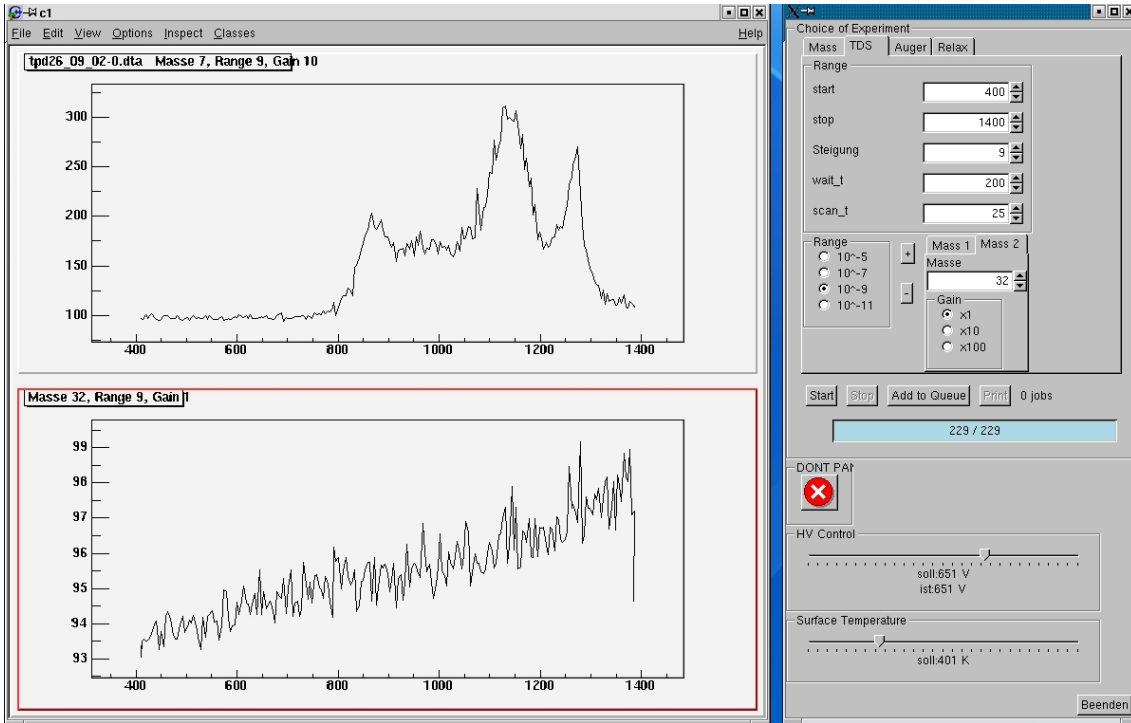 c1
File Edit View Options Inspect Classes Help
tpd26_09_02-0.dta Masse 7, Range 9, Gain 10
300
250
200
150
100
400 600 800 1000 1200 1400
Masse 32, Range 9, Gain 1
99
98
97
96
95
94
93
400 600 800 1000 1200 1400
Choice of Experiment
Mass TDS Auger Relax
Range
start 400
stop 1400
Steigung 9
wait_t 200
scan_t 25
Range
10^-5
10^-7
10^-9
10^-11
+
-
Mass 1 Mass 2
Masse
32
Gain
x1
x10
x100
Start Stop Add to Queue Print 0 jobs
229 / 229
DONT PAN
HV Control
soll:651 V
ist:651 V
Surface Temperature
soll:401 K
Beenden